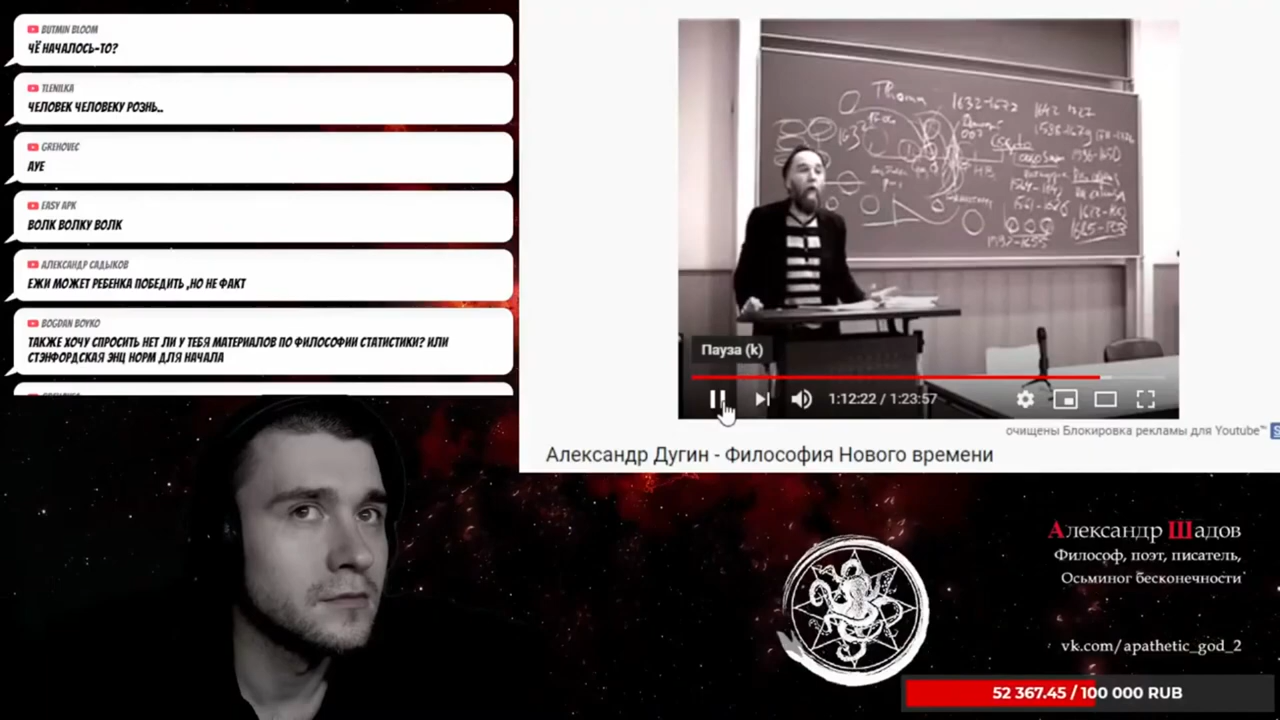 BUTMIN BLOOM
ЧЁ НАЧАЛОСЬ-ТО?
TLENILKA
ЧЕЛОВЕК ЧЕЛОВЕКУ РОЗНЬ..
GREHOVEC
АУЕ
EASY APK
ВОЛК ВОЛКУ ВОЛК
АЛЕКСАНДР САДЫКОВ
ЕЖИ МОЖЕТ РЕБЕНКА ПОБЕДИТЬ ,НО НЕ ФАКТ
BOGDAN BOYKO
ТАКЖЕ ХОЧУ СПРОСИТЬ НЕТ ЛИ У ТЕБЯ МАТЕРИАЛОВ ПО ФИЛОСОФИИ СТАТИСТИКИ? ИЛИ
СТЭНФОРДСКАЯ ЭНЦ НОРМ ДЛЯ НАЧАЛА
1632-1677
Пауза (k)
1:12:22 / 1:23:57
очищены Блокировка рекламы для Youtube™
Александр Дугин - Философия Нового времени
Александр Шадов
Философ, поэт, писатель,
Осьминог бесконечности
vk.com/apathetic_god_2
52 367.45 / 100 000 RUB